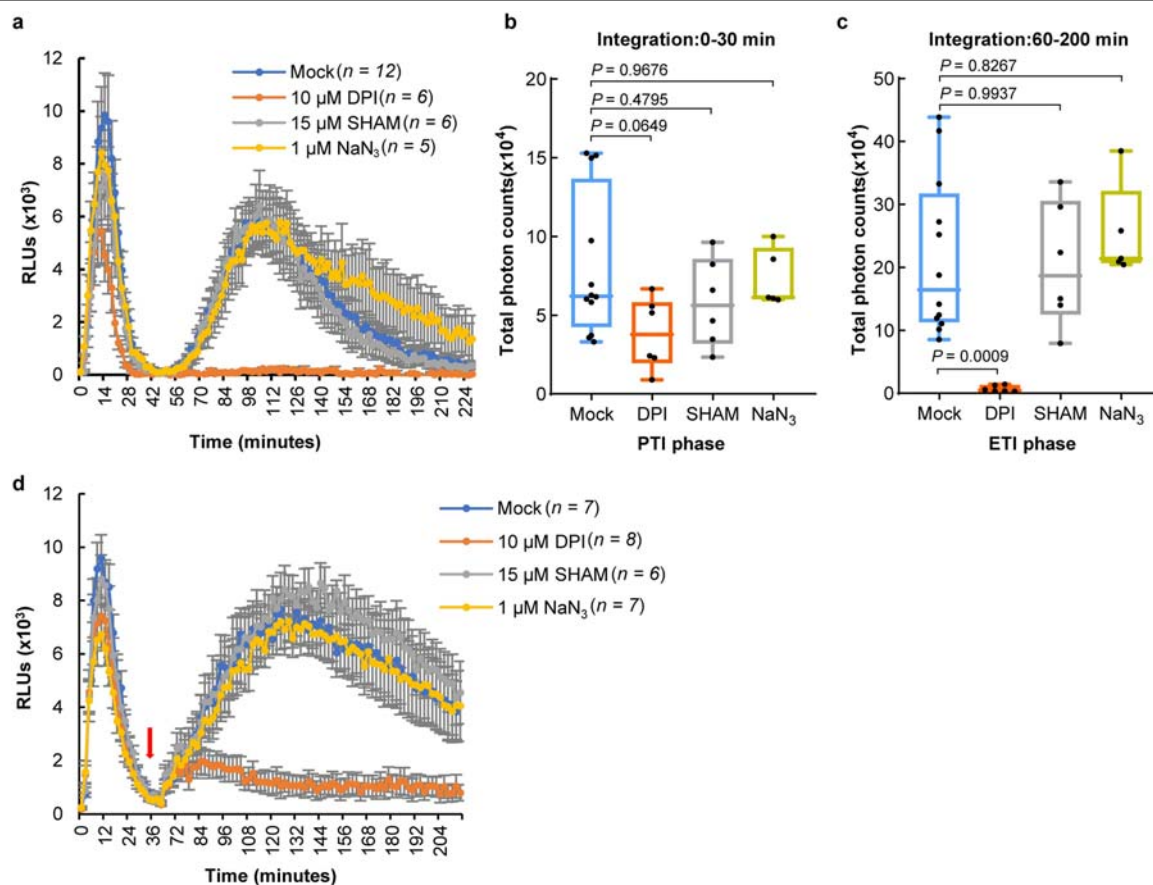 a
12
10
8
6
4
2
0
RLUs (x10³)
Mock (n = 12)
10 µM DPI (n = 6)
15 µM SHAM (n = 6)
1 µM NaN₃ (n = 5)
0 14 28 42 56 70 84 98 112 126 140 154 168 182 196 210 224
Time (minutes)
b
Integration:0-30 min
20
15
10
5
0
Total photon counts(x10⁴)
P = 0.9676
P = 0.4795
P = 0.0649
Mock DPI SHAM NaN₃
PTI phase
c
Integration:60-200 min
50
40
30
20
10
0
Total photon counts(x10⁴)
P = 0.8267
P = 0.9937
P = 0.0009
Mock DPI SHAM NaN₃
ETI phase
d
12
10
8
6
4
2
0
RLUs (x10³)
Mock (n = 7)
10 µM DPI (n = 8)
15 µM SHAM (n = 6)
1 µM NaN₃ (n = 7)
0 12 24 36 48 60 72 84 96 108 120 132 144 156 168 180 192 204
Time (minutes)